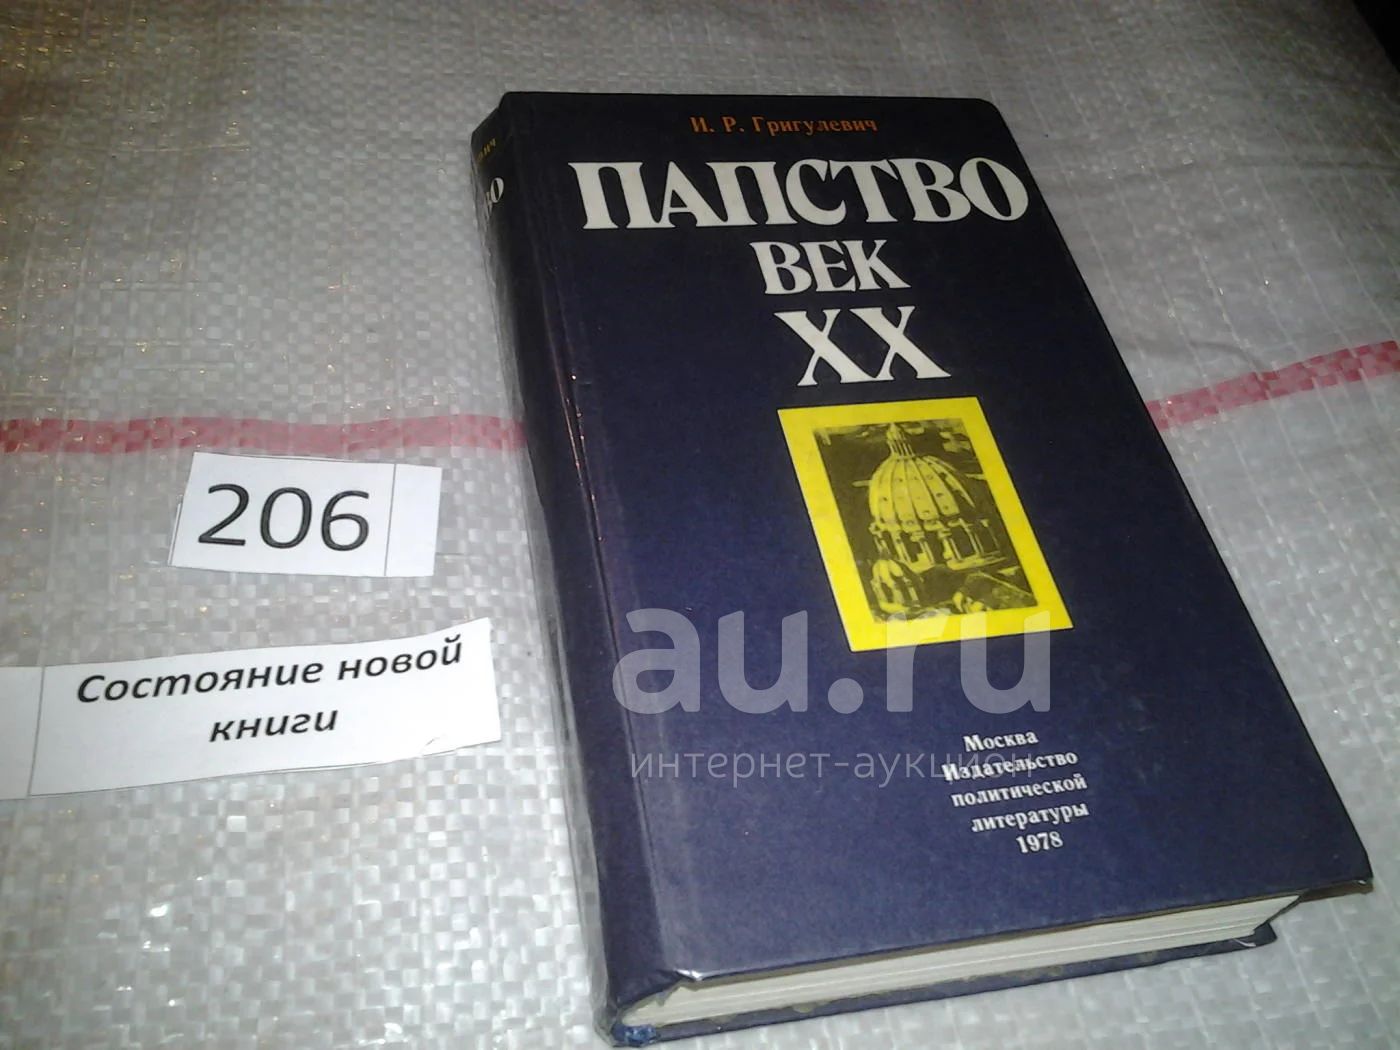 И. Р. Григулевич
ПАПСТВО
ВЕК
XX
206
Состояние новой
книги
au.ru
интернет-аукцион
Москва
Издательство
политической
литературы
1978